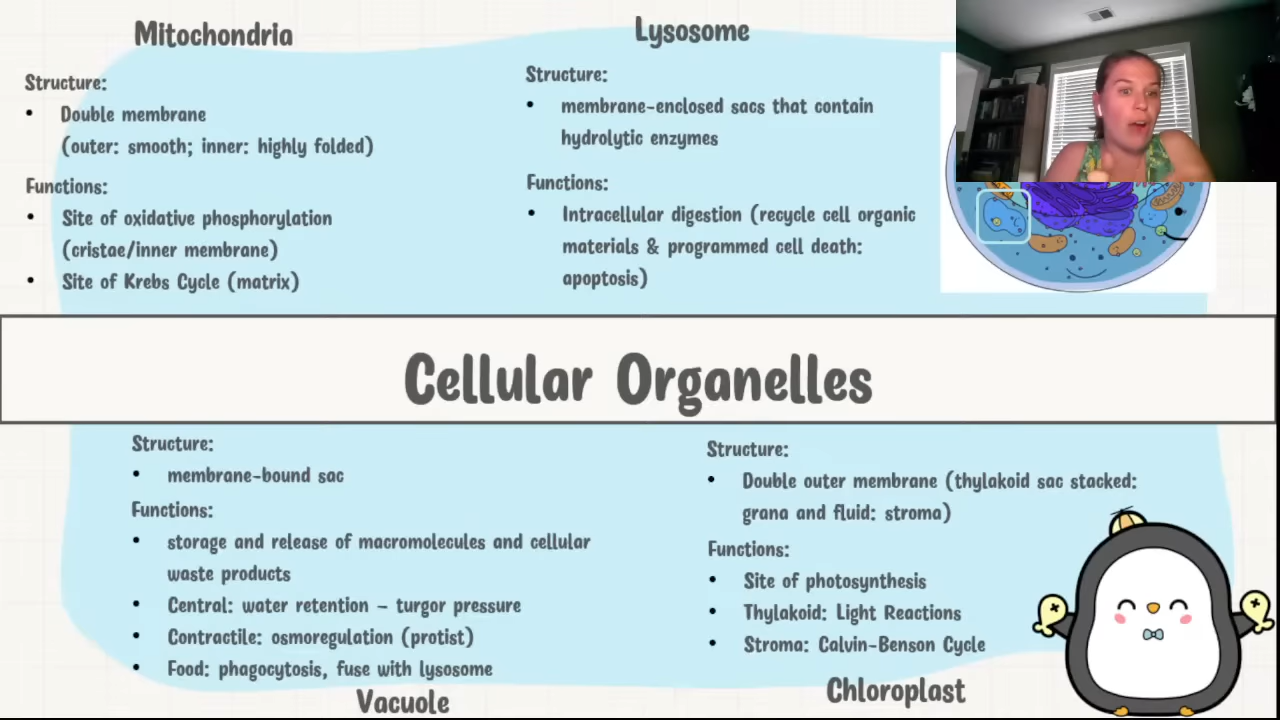 Mitochondria
Structure:
• Double membrane
(outer: smooth; inner: highly folded)
Functions:
• Site of oxidative phosphorylation
(cristae/inner membrane)
• Site of Krebs Cycle (matrix)
Lysosome
Structure:
• membrane-enclosed sacs that contain
hydrolytic enzymes
Functions:
• Intracellular digestion (recycle cell organic
materials & programmed cell death:
apoptosis)
Cellular Organelles
Structure:
• membrane-bound sac
Functions:
• storage and release of macromolecules and cellular
waste products
• Central: water retention – turgor pressure
• Contractile: osmoregulation (protist)
• Food: phagocytosis, fuse with lysosome
Vacuole
Structure:
• Double outer membrane (thylakoid sac stacked:
grana and fluid: stroma)
Functions:
• Site of photosynthesis
• Thylakoid: Light Reactions
• Stroma: Calvin-Benson Cycle
Chloroplast